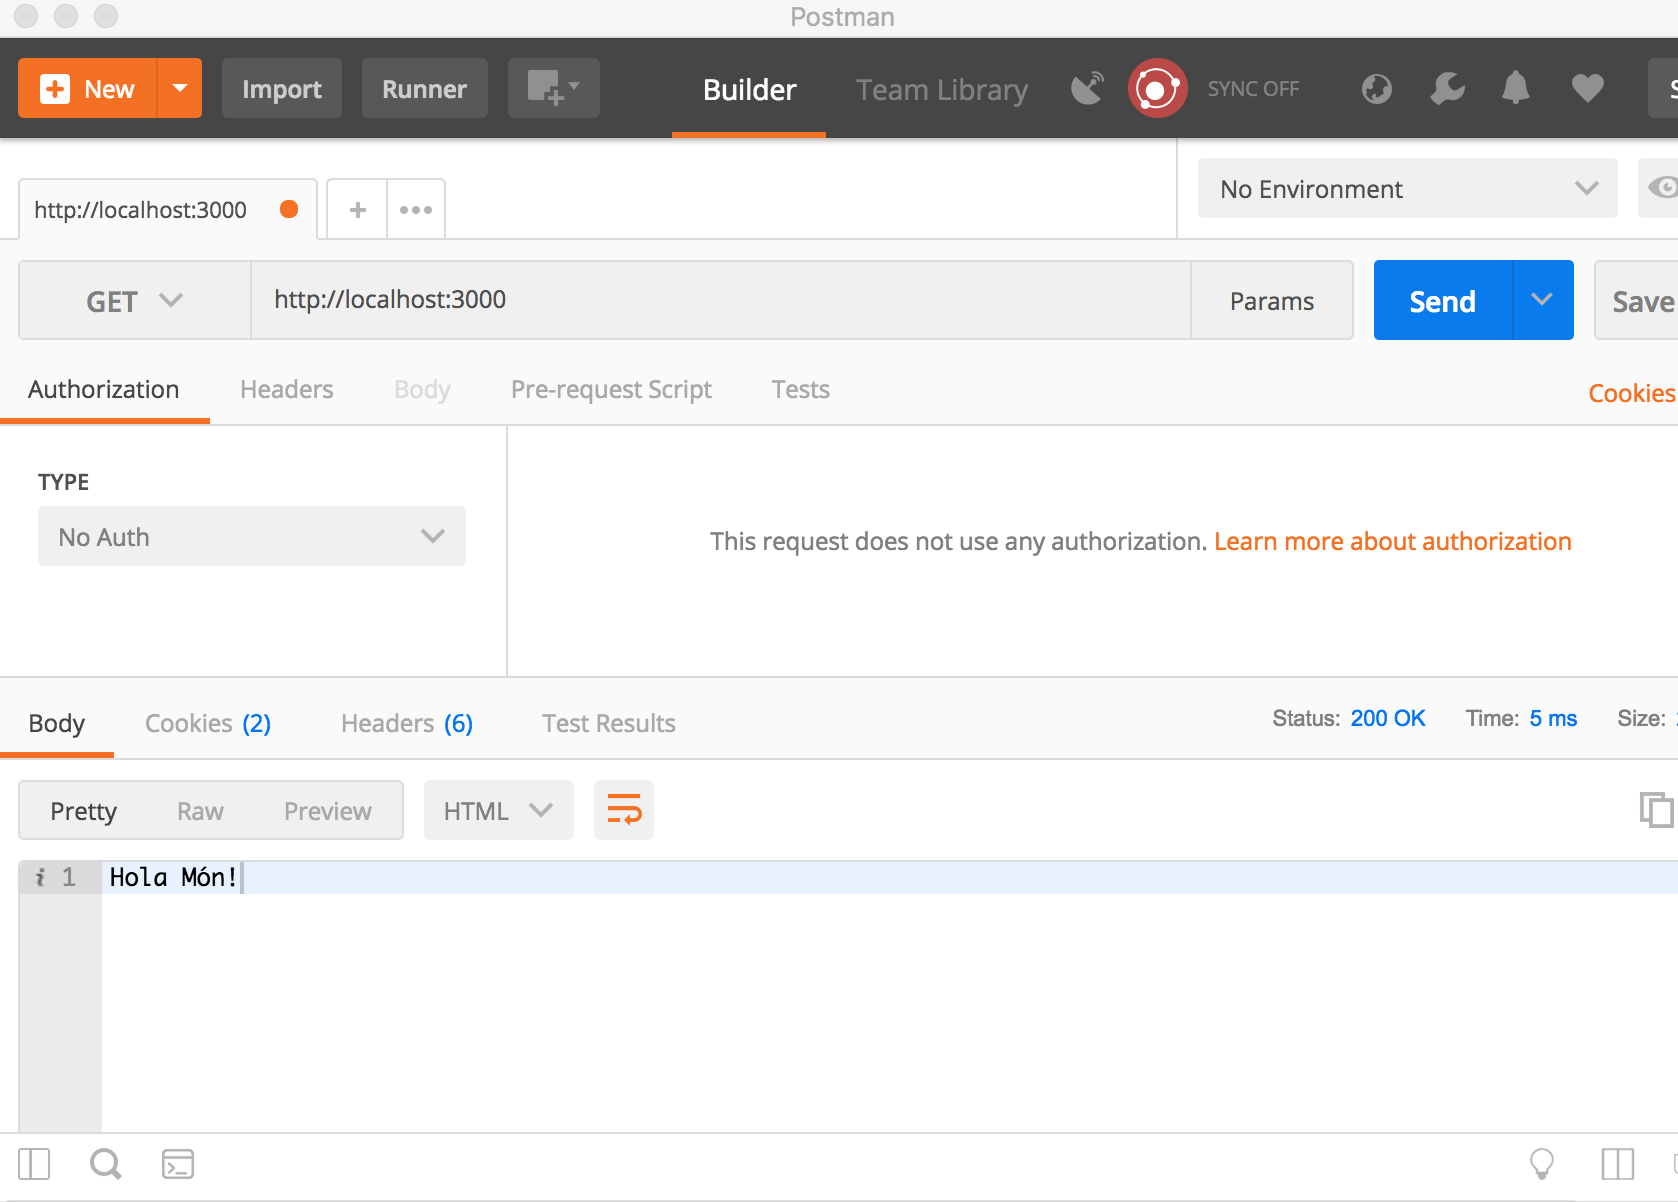 Postman
New Import Runner Builder Team Library SYNC OFF
http://localhost:3000 No Environment
GET http://localhost:3000 Params Send Save
Authorization Headers Body Pre-request Script Tests Cookies
TYPE
No Auth
This request does not use any authorization. Learn more about authorization
Body Cookies (2) Headers (6) Test Results Status: 200 OK Time: 5 ms Size:
Pretty Raw Preview HTML
i 1 Hola Món!